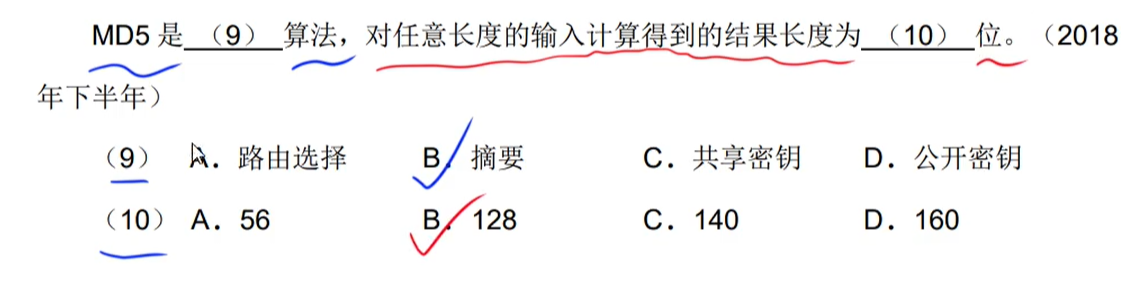 MD5 是（9）算法，对任意长度的输入计算得到的结果长度为（10）位。（2018
年下半年）
（9） A．路由选择 B．摘要 C．共享密钥 D．公开密钥
（10） A．56 B．128 C．140 D．160